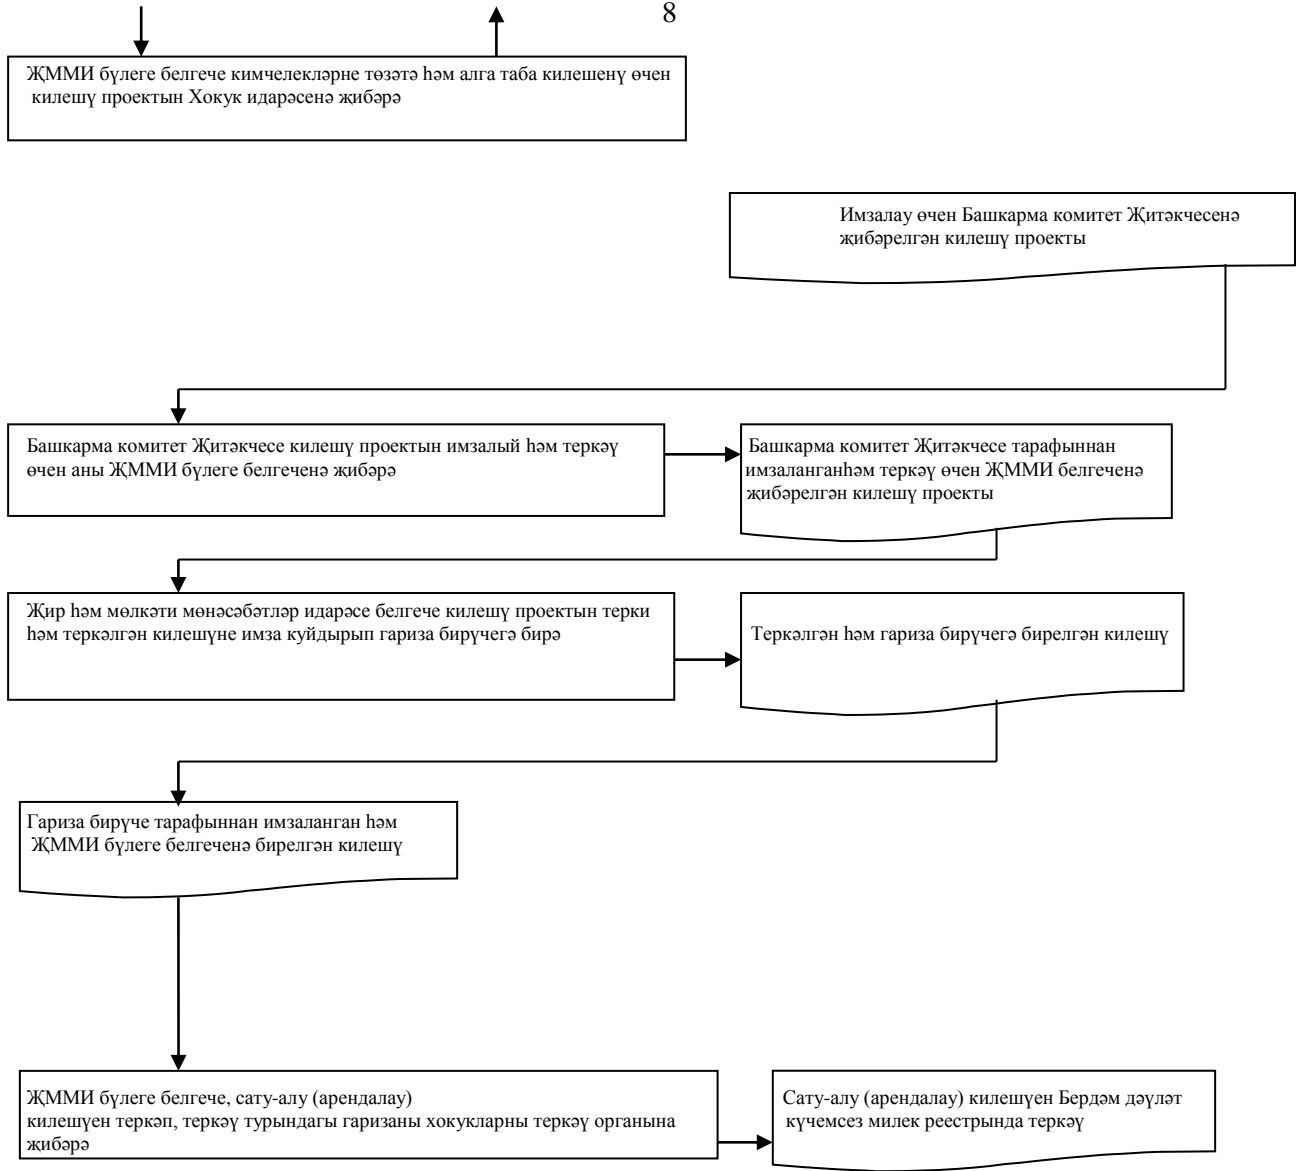 8
ҖММИ бүлеге белгече кимчелекләрне төзәтә һәм алга таба килешенү өчен
килешү проектын Хокук идарәсенә җибәрә
Имзалау өчен Башкарма комитет Җитәкчесенә
җибәрелгән килешү проекты
Башкарма комитет Җитәкчесе килешү проектын имзалый һәм теркәү
өчен аны ҖММИ бүлеге белгеченә җибәрә
Башкарма комитет Җитәкчесе тарафыннан
имзаланганһәм теркәү өчен ҖММИ белгеченә
җибәрелгән килешү проекты
Җир һәм мөлкәти мөнәсәбәтләр идарәсе белгече килешү проектын терки
һәм теркәлгән килешүне имза куйдырып гариза бирүчегә бирә
Теркәлгән һәм гариза бирүчегә бирелгән килешү
Гариза бирүче тарафыннан имзаланган һәм
ҖММИ бүлеге белгеченә бирелгән килешү
ҖММИ бүлеге белгече, сату-алу (арендалау)
килешүен теркәп, теркәү турындагы гаризаны хокукларны теркәү органына
җибәрә
Сату-алу (арендалау) килешүен Бердәм дәүләт
күчемсез милек реестрында теркәү